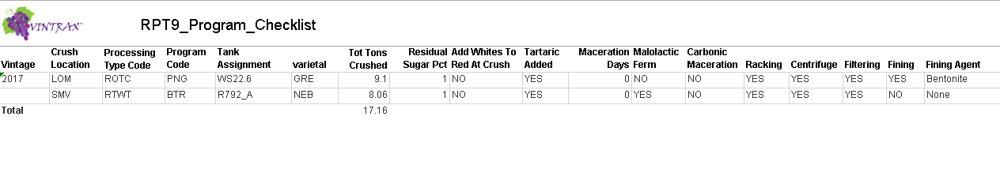 VINTRAX™
RPT9_Program_Checklist
Vintage Crush Location Processing Type Code Program Code Tank Assignment varietal Tot Tons Crushed Residual Sugar Pct Add Whites To Red At Crush Tartaric Added Maceration Days Malolactic Ferm Carbonic Maceration Racking Centrifuge Filtering Fining Fining Agent
2017 LOM ROTC PNG WS22.6 GRE 9.1 1 NO YES 0 NO NO YES YES YES YES Bentonite
SMV RTWT BTR R792_A NEB 8.06 1 NO YES 0 YES NO YES YES YES NO None
Total 17.16